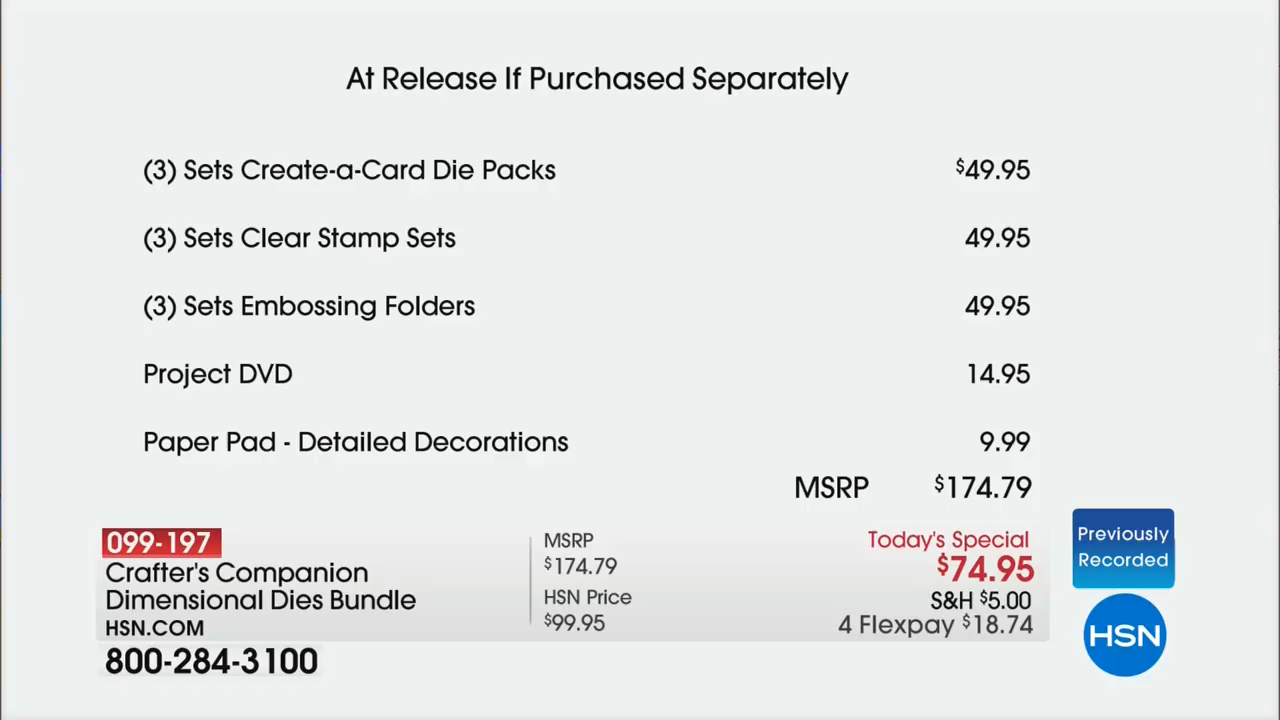 At Release If Purchased Separately
(3) Sets Create-a-Card Die Packs $49.95
(3) Sets Clear Stamp Sets 49.95
(3) Sets Embossing Folders 49.95
Project DVD 14.95
Paper Pad - Detailed Decorations 9.99
MSRP $174.79
099-197
Crafter's Companion
Dimensional Dies Bundle
HSN.COM
800-284-3100
MSRP
$174.79
HSN Price
$99.95
Today's Special
$74.95
S&H $5.00
4 Flexpay $18.74
Previously
Recorded
HSN